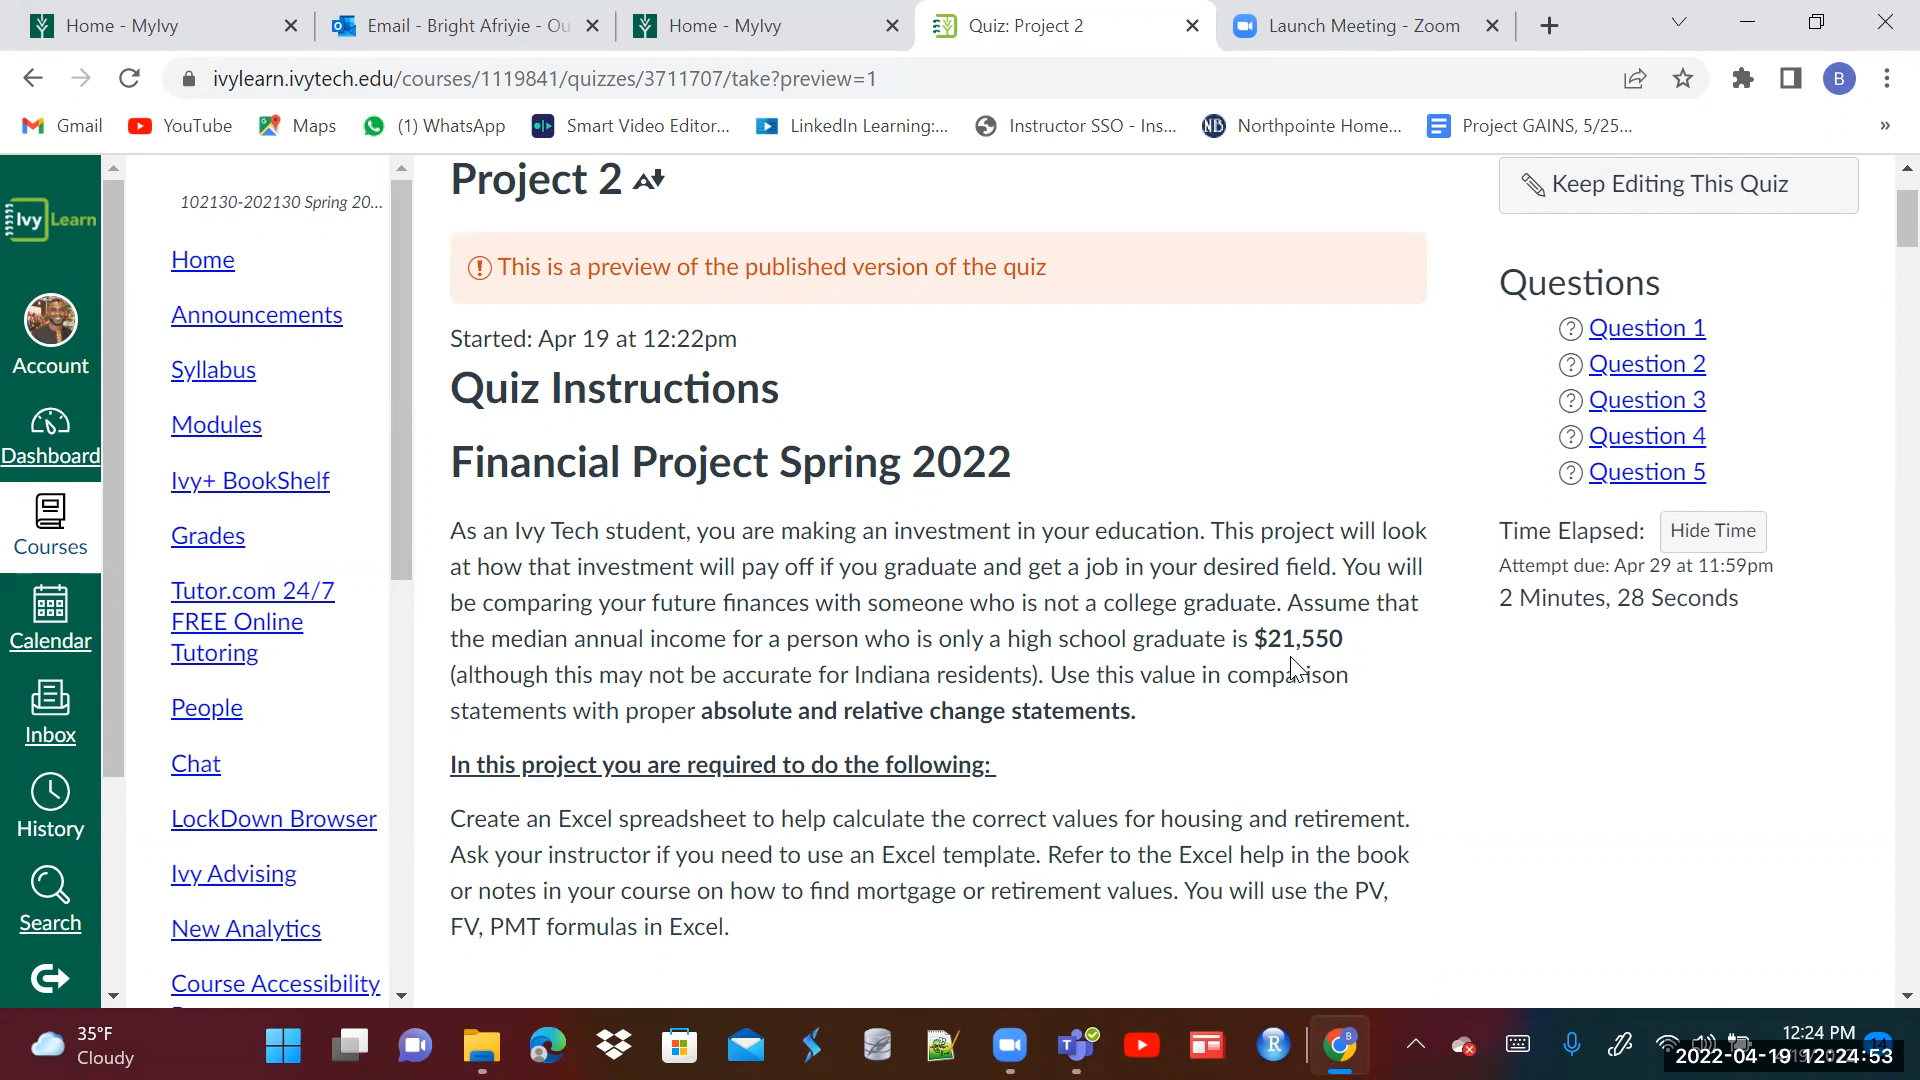 Home - MyIvy
Email - Bright Afriyie - Ou
Home - MyIvy
Quiz: Project 2
Launch Meeting - Zoom
ivylearn.ivytech.edu/courses/1119841/quizzes/3711707/take?preview=1
B
Gmail
YouTube
Maps
(1) WhatsApp
Smart Video Editor...
LinkedIn Learning:...
Instructor SSO - Ins...
NB
Northpointe Home...
Project GAINS, 5/25...
»
Ivy Learn
Account
Dashboard
Courses
Calendar
Inbox
History
Search
102130-202130 Spring 20...
Home
Announcements
Syllabus
Modules
Ivy+ BookShelf
Grades
Tutor.com 24/7
FREE Online
Tutoring
People
Chat
LockDown Browser
Ivy Advising
New Analytics
Course Accessibility
Project 2
This is a preview of the published version of the quiz
Started: Apr 19 at 12:22pm
Quiz Instructions
Financial Project Spring 2022
As an Ivy Tech student, you are making an investment in your education. This project will look
at how that investment will pay off if you graduate and get a job in your desired field. You will
be comparing your future finances with someone who is not a college graduate. Assume that
the median annual income for a person who is only a high school graduate is $21,550
(although this may not be accurate for Indiana residents). Use this value in comparison
statements with proper absolute and relative change statements.
In this project you are required to do the following:
Create an Excel spreadsheet to help calculate the correct values for housing and retirement.
Ask your instructor if you need to use an Excel template. Refer to the Excel help in the book
or notes in your course on how to find mortgage or retirement values. You will use the PV,
FV, PMT formulas in Excel.
Keep Editing This Quiz
Questions
Question 1
Question 2
Question 3
Question 4
Question 5
Time Elapsed: Hide Time
Attempt due: Apr 29 at 11:59pm
2 Minutes, 28 Seconds
35°F
Cloudy
12:24 PM
2022-04-19 12:24:53